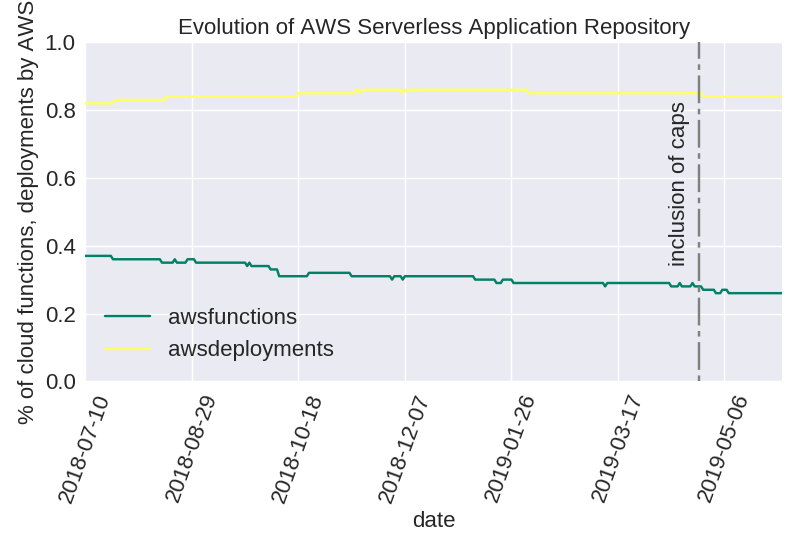 Evolution of AWS Serverless Application Repository
% of cloud functions, deployments by AWS
1.0
0.8
0.6
0.4
0.2
0.0
inclusion of caps
awsfunctions
awsdeployments
2018-07-10
2018-08-29
2018-10-18
2018-12-07
2019-01-26
2019-03-17
2019-05-06
date